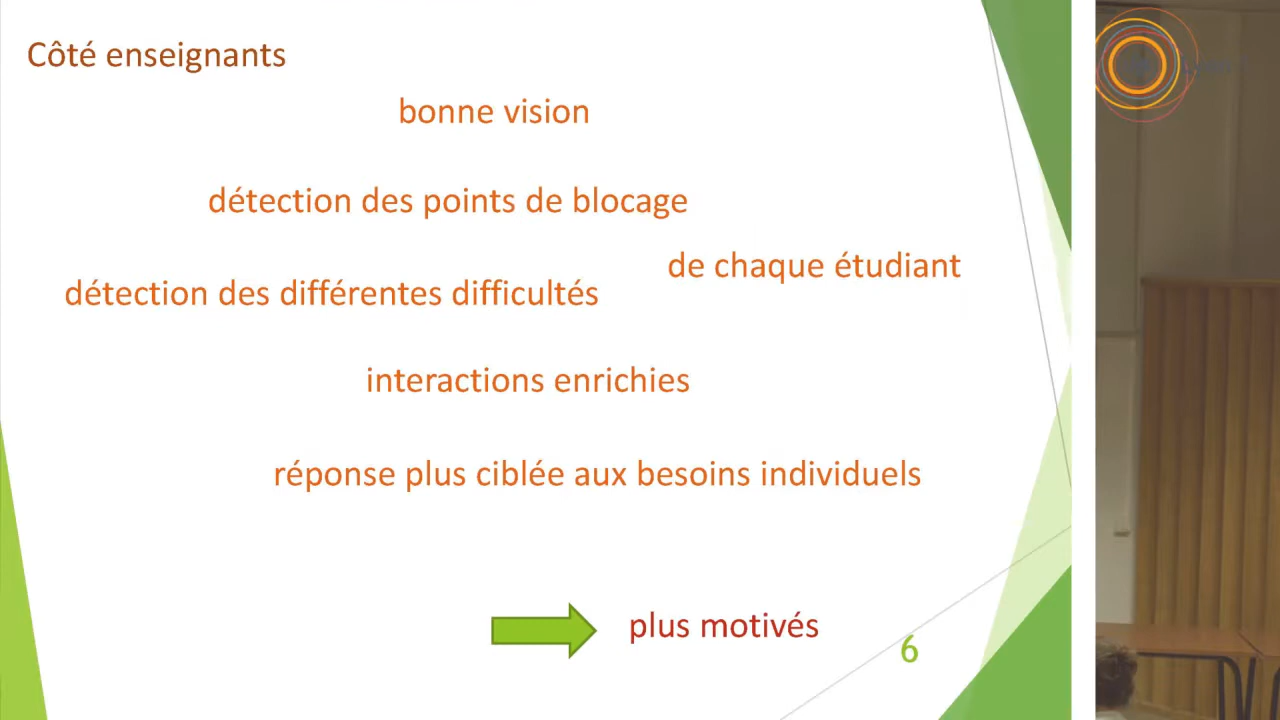 Côté enseignants
bonne vision
détection des points de blocage
de chaque étudiant
détection des différentes difficultés
interactions enrichies
réponse plus ciblée aux besoins individuels
plus motivés
6